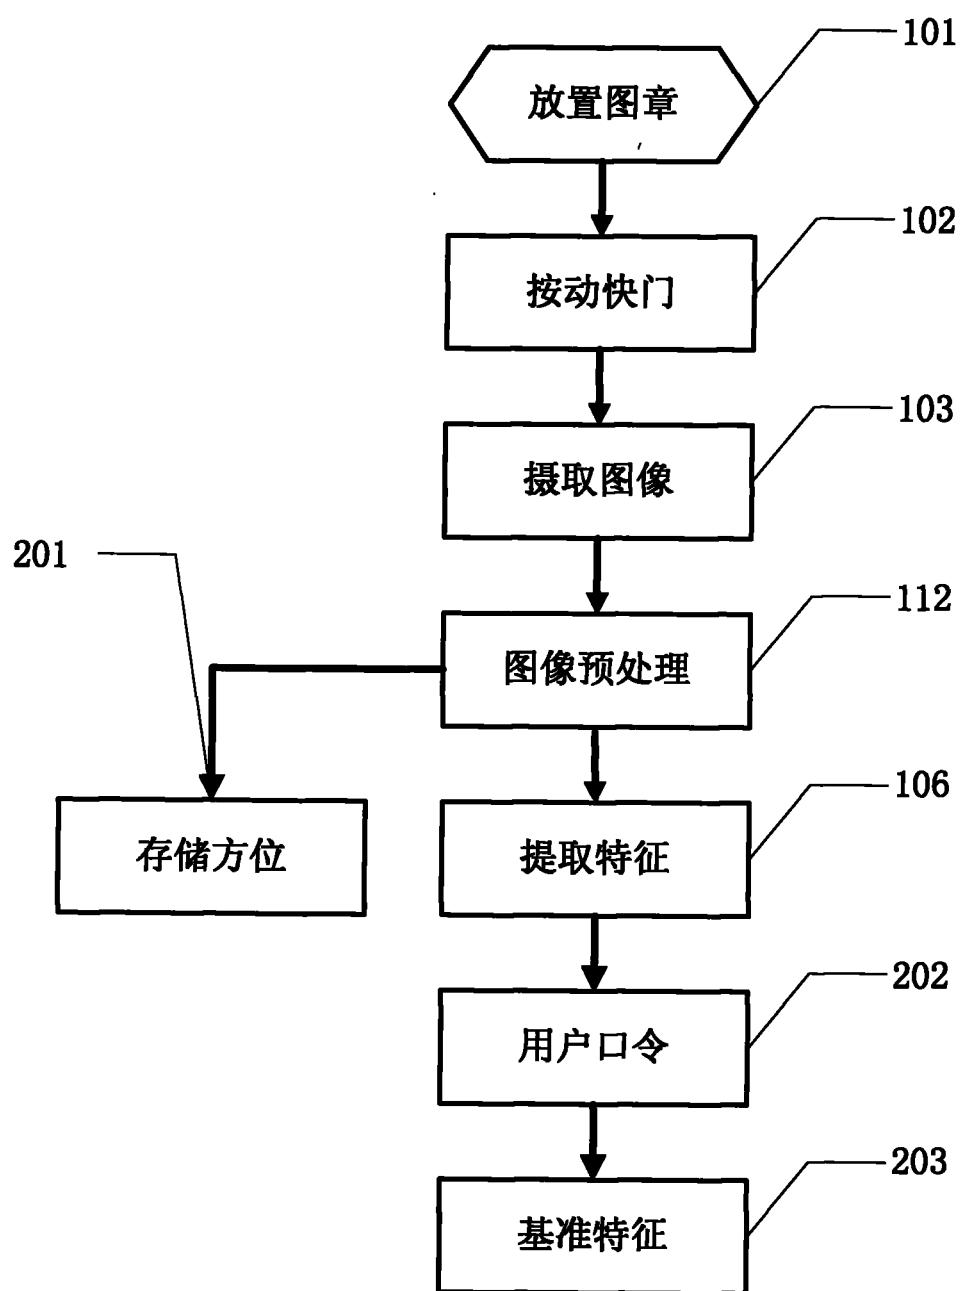 101
放置图章
102
按动快门
103
摄取图像
201
112
图像预处理
106
存储方位
提取特征
202
用户口令
203
基准特征